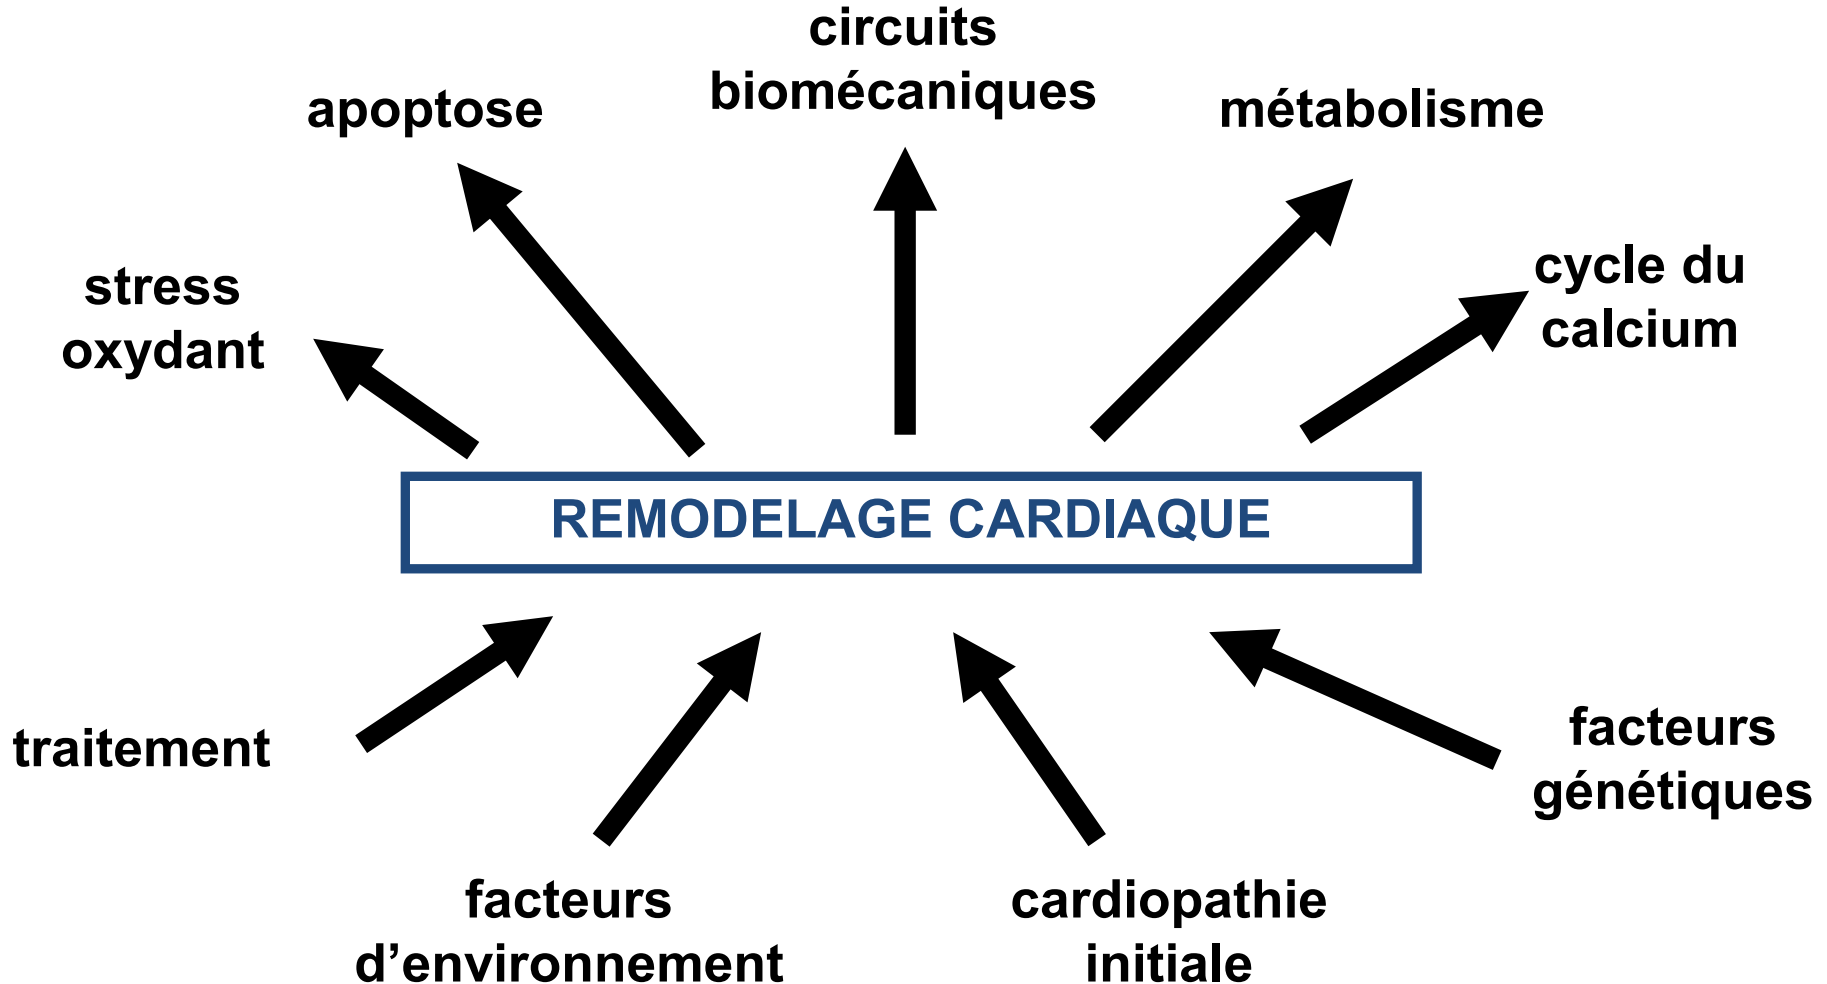 circuits
biomécaniques
apoptose
métabolisme
stress
oxydant
cycle du
calcium
REMODELAGE CARDIAQUE
traitement
facteurs
génétiques
facteurs
d’environnement
cardiopathie
initiale